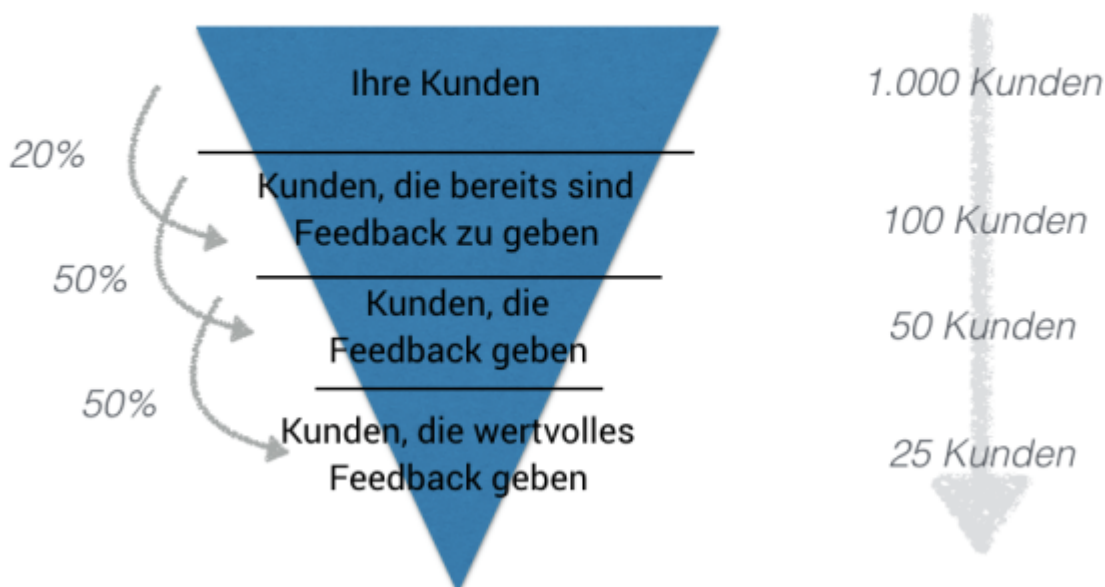 Ihre Kunden
1.000 Kunden
20%
Kunden, die bereits sind
Feedback zu geben
100 Kunden
50%
Kunden, die
Feedback geben
50 Kunden
50%
Kunden, die wertvolles
Feedback geben
25 Kunden